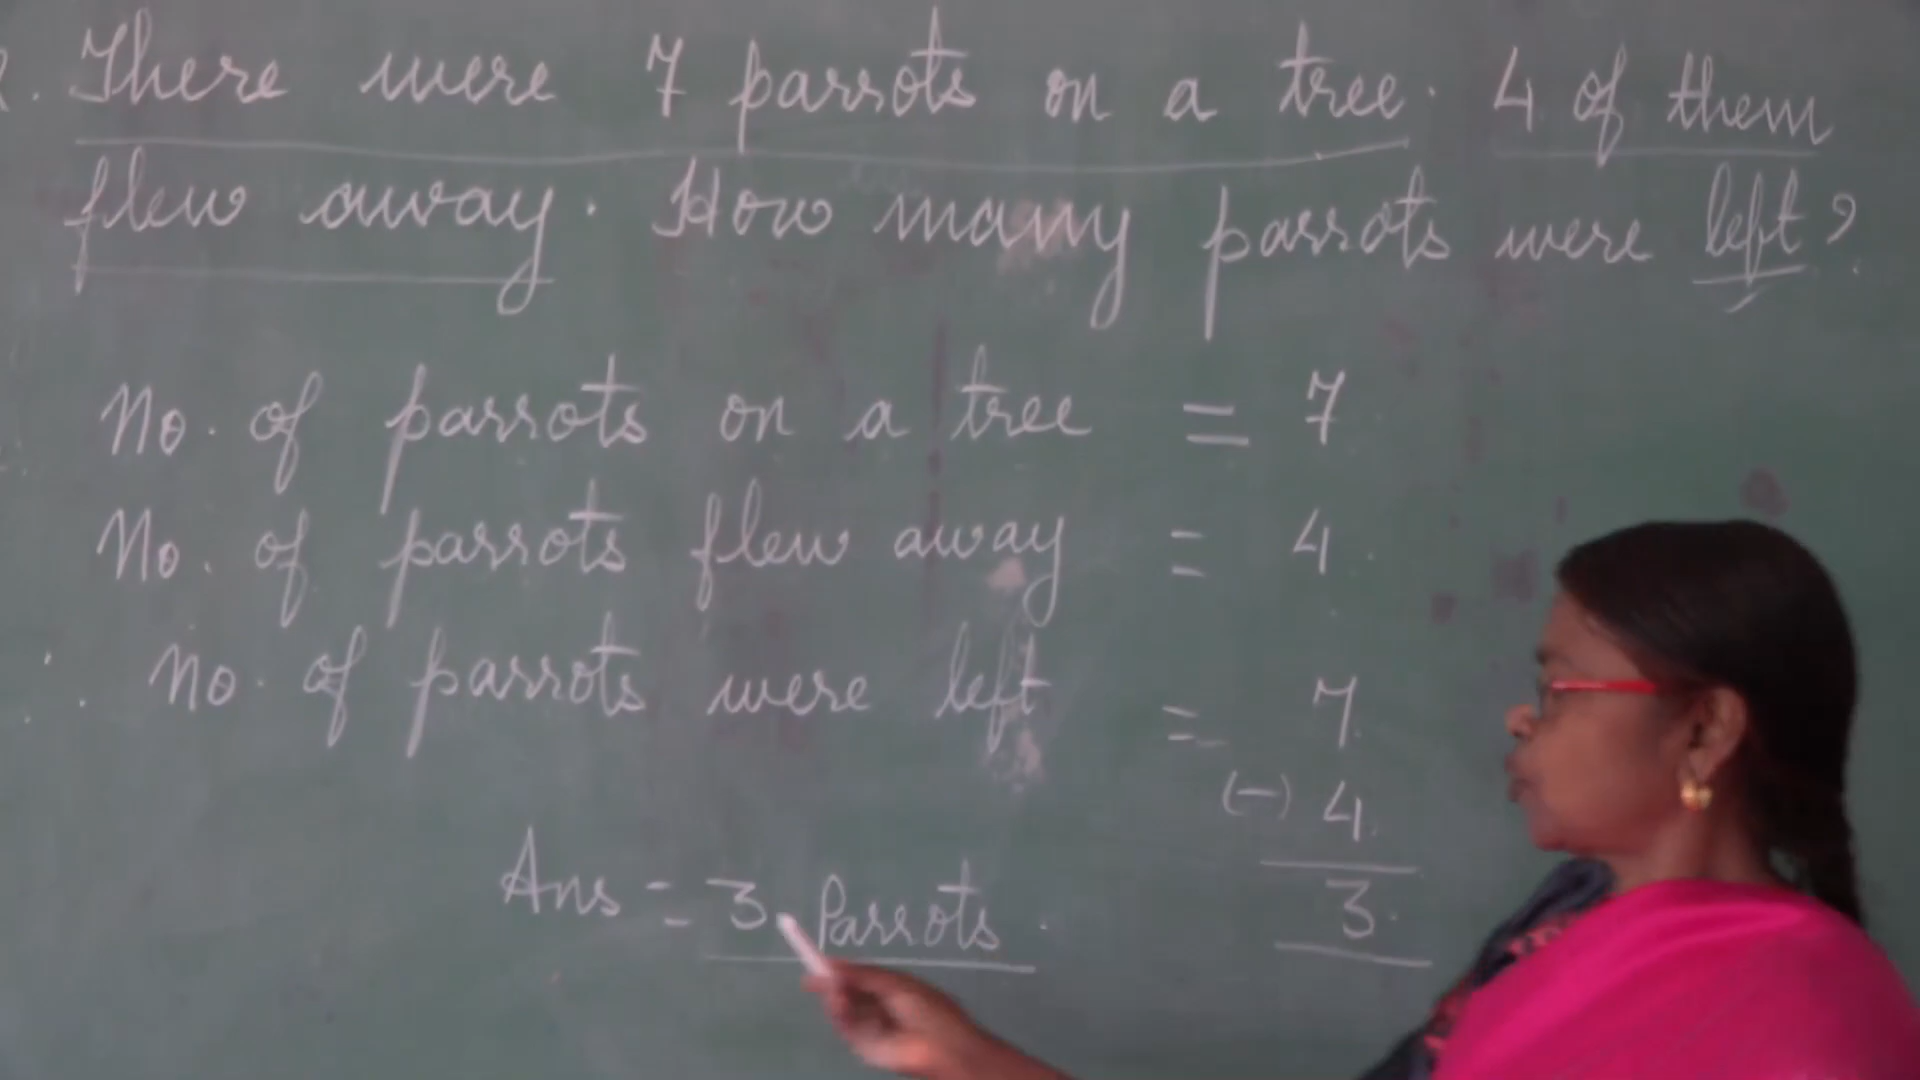 There were 7 parrots on a tree. 4 of them
flew away. How many parrots were left?
No. of parrots on a tree = 7
No. of parrots flew away = 4.
No. of parrots were left = 7
(-) 4
3.
Ans = 3 Parrots.